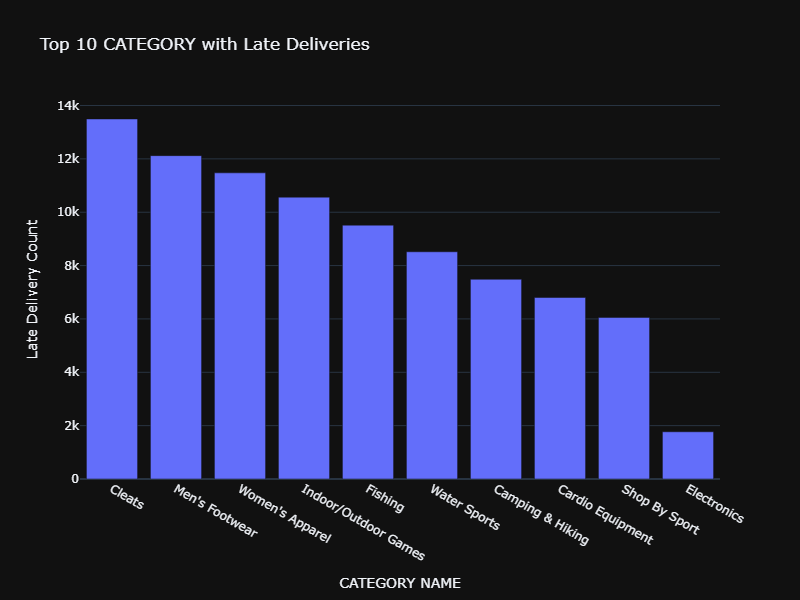 Top 10 CATEGORY with Late Deliveries
14k
12k
10k
8k
6k
4k
2k
0
Late Delivery Count
Cleats
Men's Footwear
Women's Apparel
Indoor/Outdoor Games
Fishing
Water Sports
Camping & Hiking
Cardio Equipment
Shop By Sport
Electronics
CATEGORY NAME